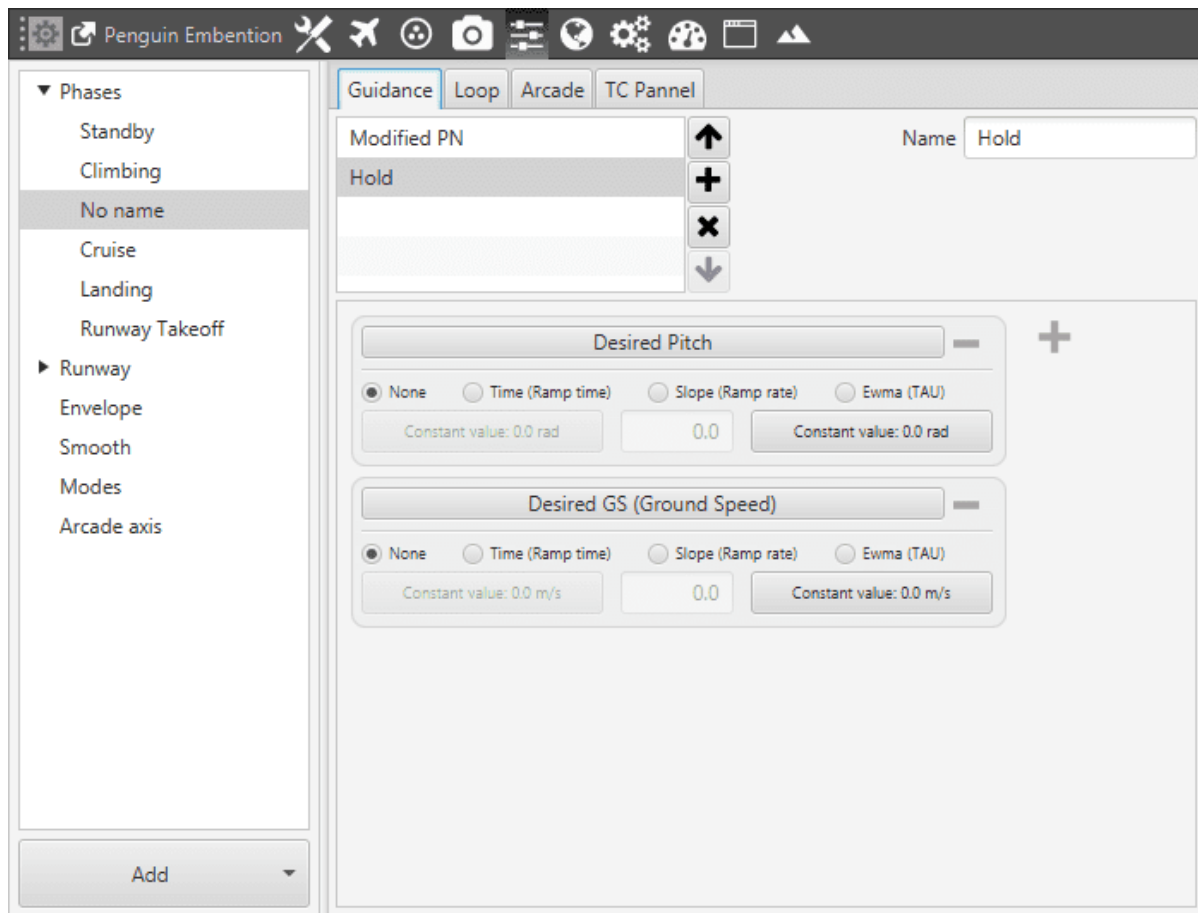 Penguin Embention
Phases
Standby
Climbing
No name
Cruise
Landing
Runway Takeoff
Runway
Envelope
Smooth
Modes
Arcade axis
Add
Guidance Loop Arcade TC Pannel
Modified PN
Hold
Name Hold
Desired Pitch
None Time (Ramp time) Slope (Ramp rate) Ewma (TAU)
Constant value: 0.0 rad 0.0 Constant value: 0.0 rad
Desired GS (Ground Speed)
None Time (Ramp time) Slope (Ramp rate) Ewma (TAU)
Constant value: 0.0 m/s 0.0 Constant value: 0.0 m/s